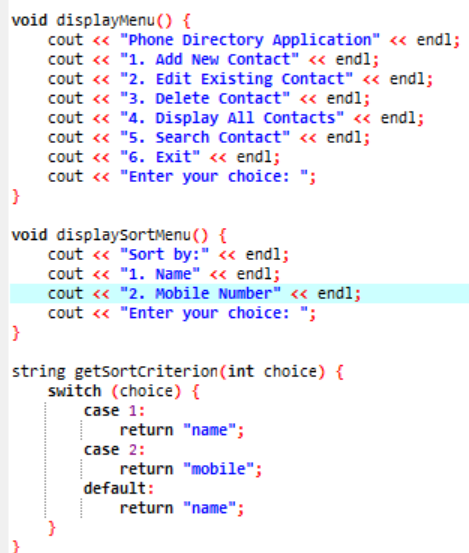 void displayMenu() {
    cout << "Phone Directory Application" << endl;
    cout << "1. Add New Contact" << endl;
    cout << "2. Edit Existing Contact" << endl;
    cout << "3. Delete Contact" << endl;
    cout << "4. Display All Contacts" << endl;
    cout << "5. Search Contact" << endl;
    cout << "6. Exit" << endl;
    cout << "Enter your choice: ";
}

void displaySortMenu() {
    cout << "Sort by:" << endl;
    cout << "1. Name" << endl;
    cout << "2. Mobile Number" << endl;
    cout << "Enter your choice: ";
}

string getSortCriterion(int choice) {
    switch (choice) {
        case 1:
            return "name";
        case 2:
            return "mobile";
        default:
            return "name";
    }
}